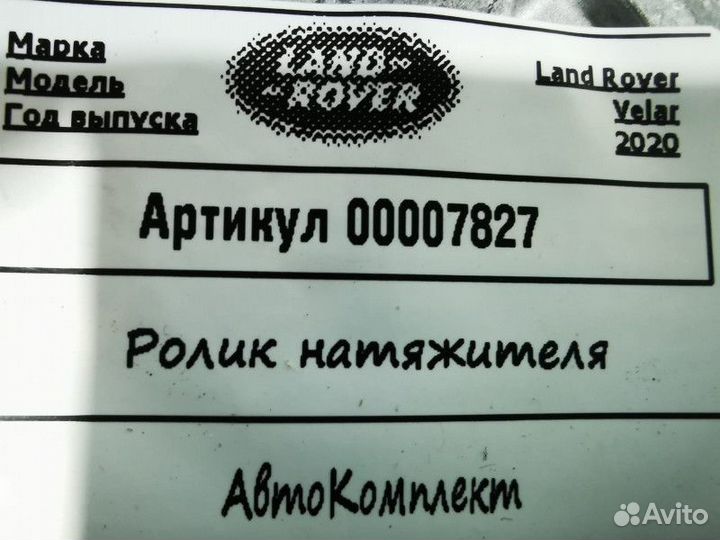 Марка
Модель
Год выпуска
LAND-
-ROVER
Land Rover
Velar
2020
Артикул 00007827
Ролик натяжителя
АвтоКомплект
Avito